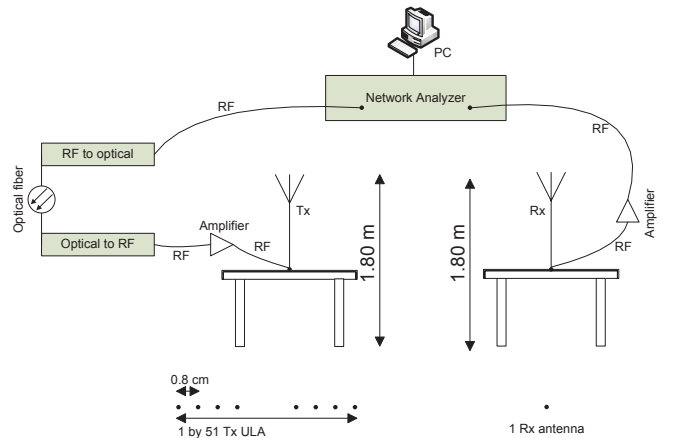 PC
Network Analyzer
RF
RF
RF to optical
Optical fiber
Tx
Rx
Amplifier
Amplifier
Optical to RF
RF
RF
RF
1.80 m
1.80 m
0.8 cm
1 by 51 Tx ULA
1 Rx antenna